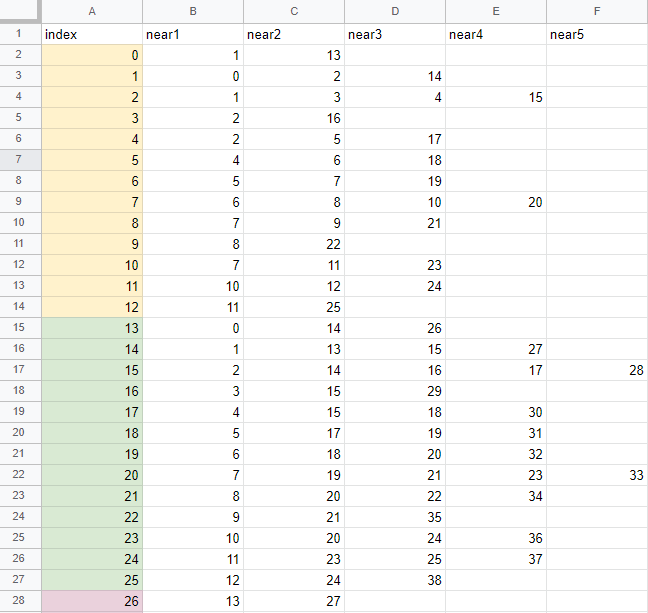 A B C D E F
1 index near1 near2 near3 near4 near5
2 0 1 13
3 1 0 2 14
4 2 1 3 4 15
5 3 2 16
6 4 2 5 17
7 5 4 6 18
8 6 5 7 19
9 7 6 8 10 20
10 8 7 9 21
11 9 8 22
12 10 7 11 23
13 11 10 12 24
14 12 11 25
15 13 0 14 26
16 14 1 13 15 27
17 15 2 14 16 17 28
18 16 3 15 29
19 17 4 15 18 30
20 18 5 17 19 31
21 19 6 18 20 32
22 20 7 19 21 23 33
23 21 8 20 22 34
24 22 9 21 35
25 23 10 20 24 36
26 24 11 23 25 37
27 25 12 24 38
28 26 13 27